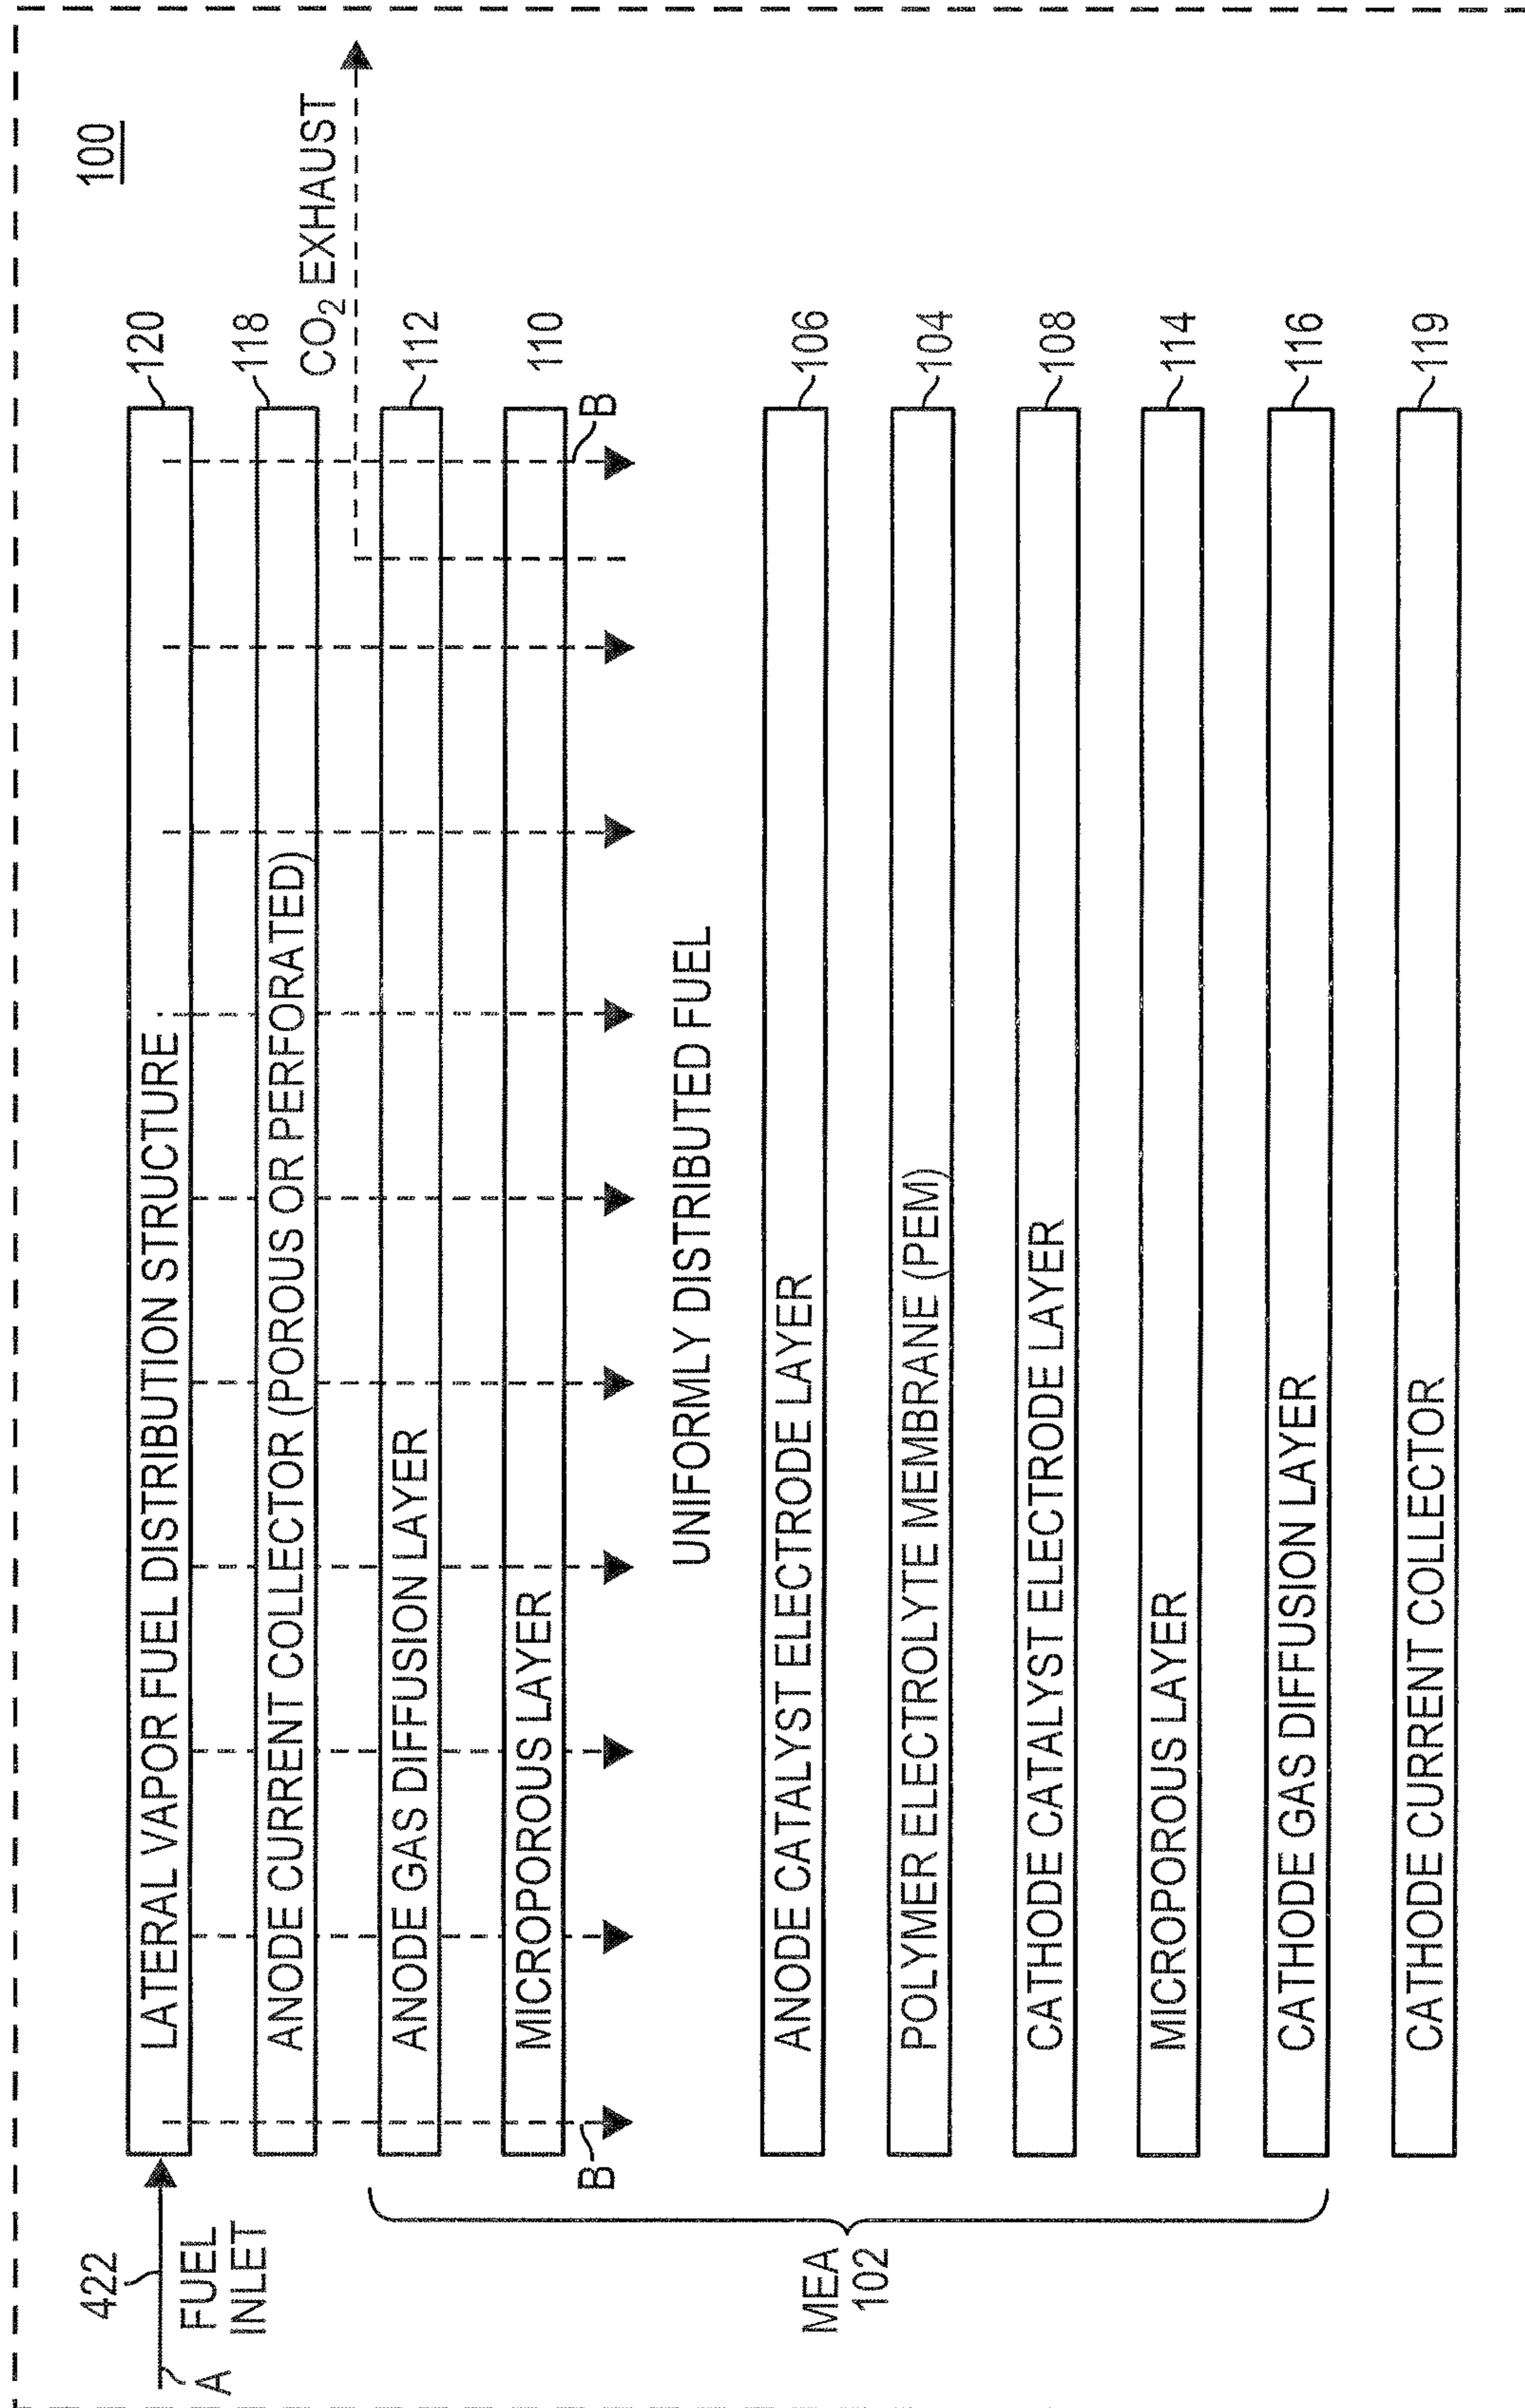 100
422
A
FUEL
INLET
LATERAL VAPOR FUEL DISTRIBUTION STRUCTURE
120
ANODE CURRENT COLLECTOR (POROUS OR PERFORATED)
118
CO2 EXHAUST
ANODE GAS DIFFUSION LAYER
112
MICROPOROUS LAYER
110
B
B
UNIFORMLY DISTRIBUTED FUEL
MEA
102
ANODE CATALYST ELECTRODE LAYER
106
POLYMER ELECTROLYTE MEMBRANE (PEM)
104
CATHODE CATALYST ELECTRODE LAYER
108
MICROPOROUS LAYER
114
CATHODE GAS DIFFUSION LAYER
116
CATHODE CURRENT COLLECTOR
119